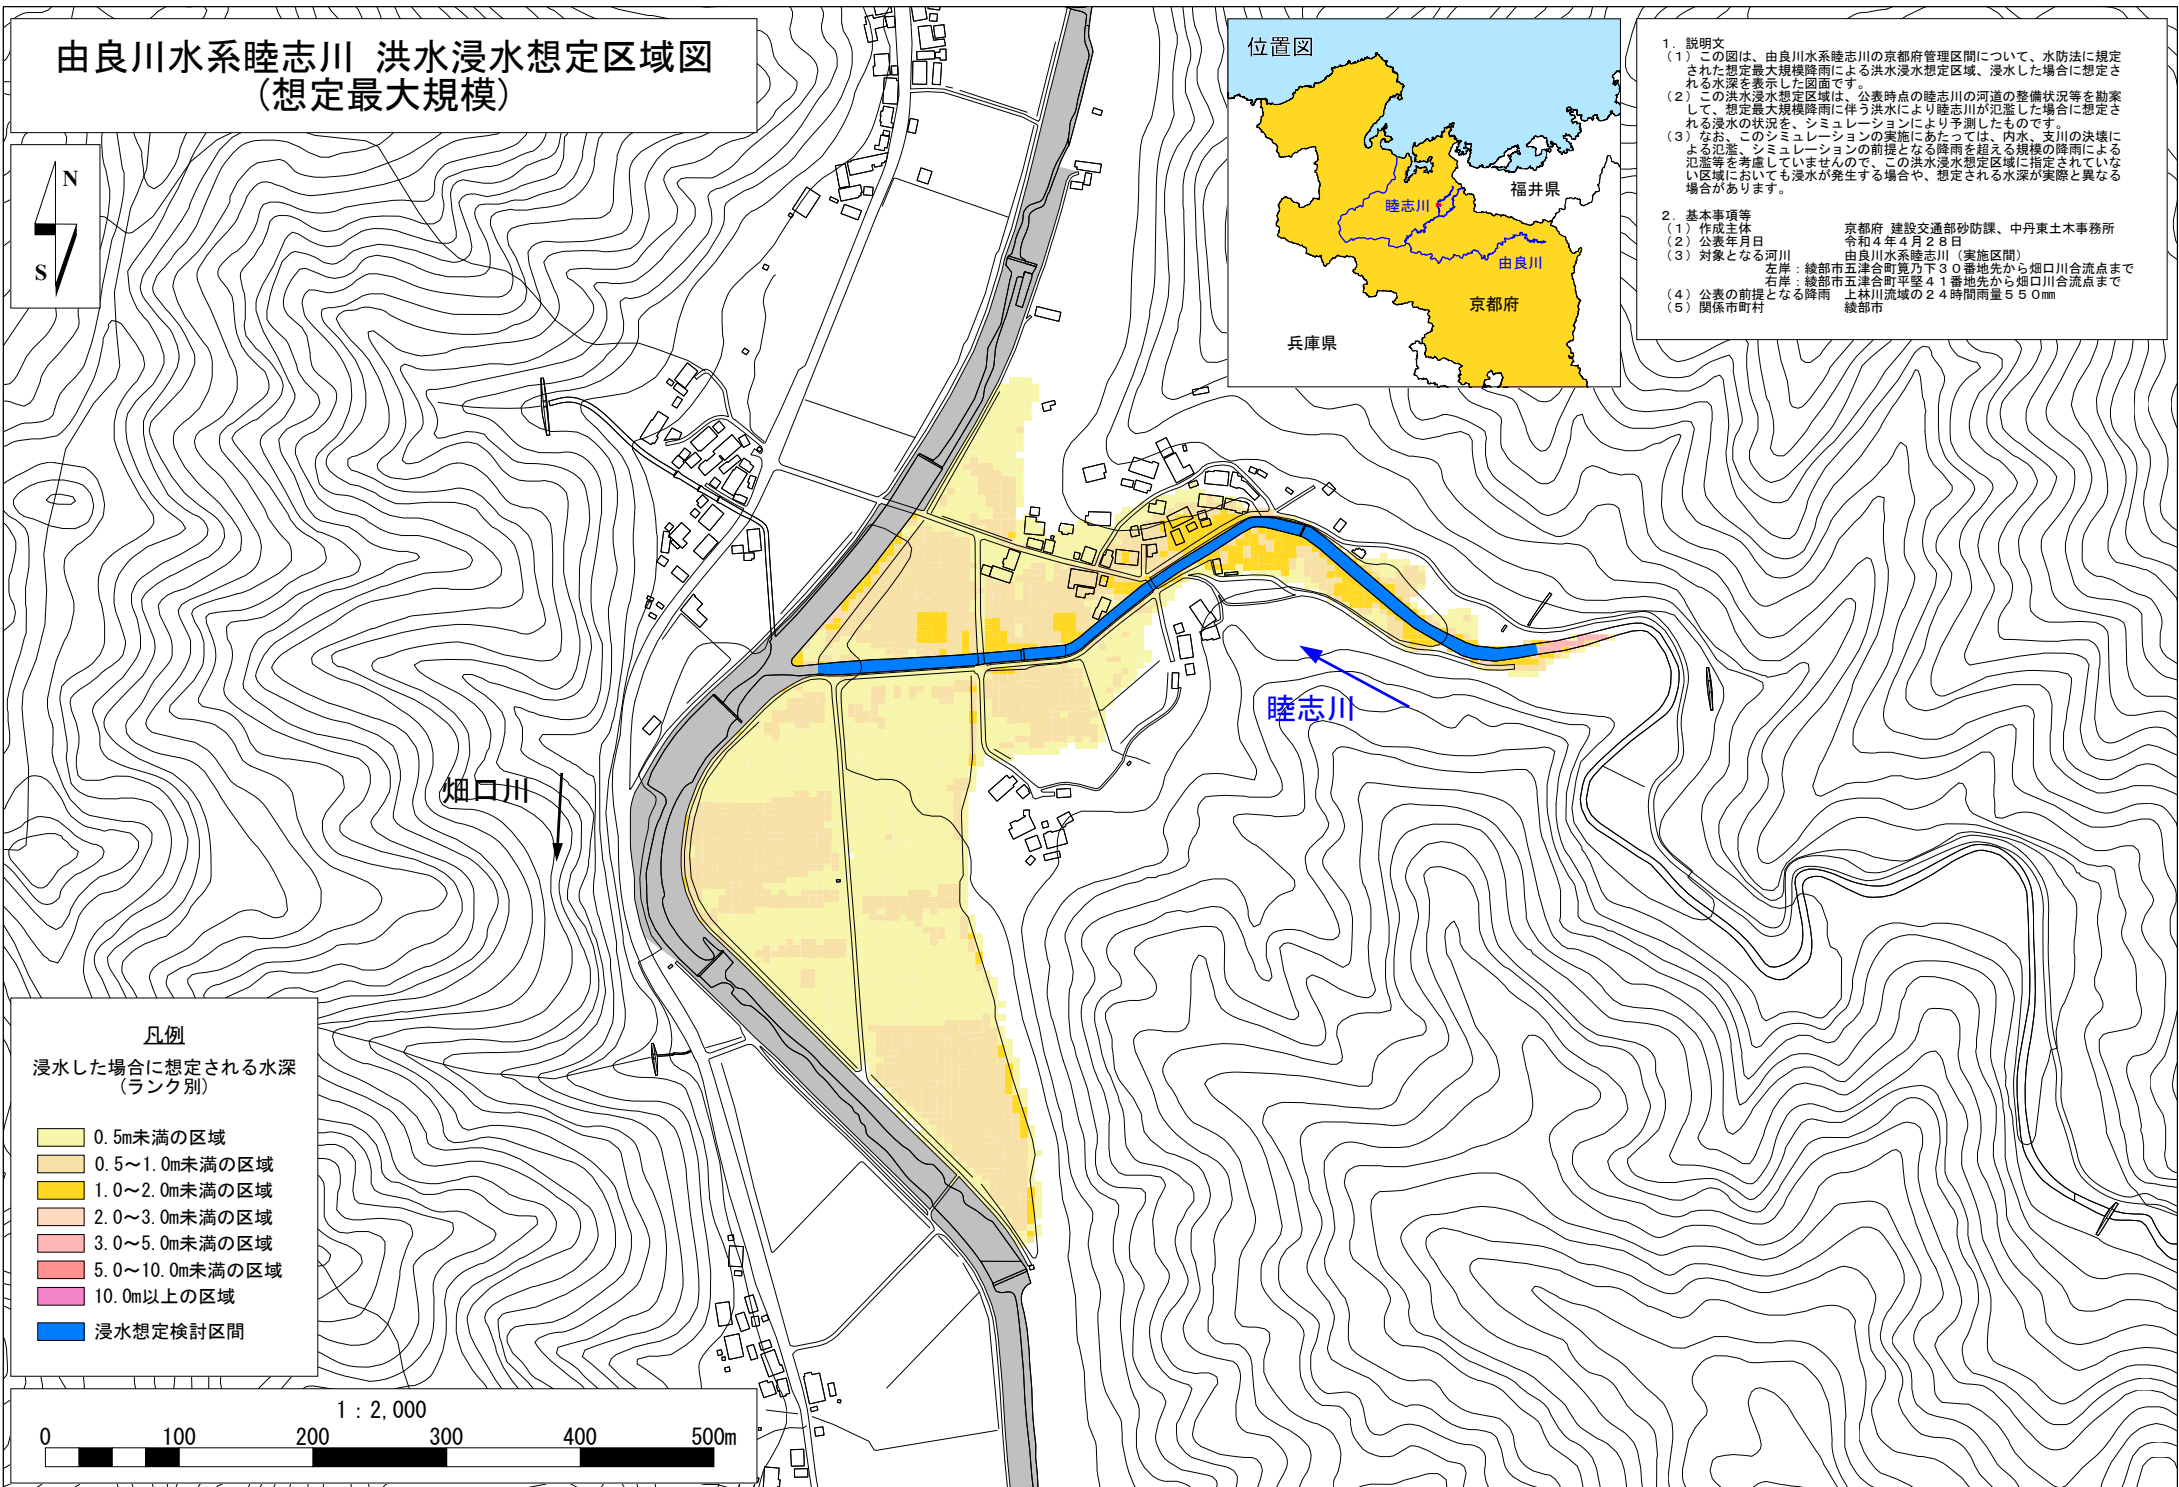 由良川水系睦志川 洪水浸水想定区域図
(想定最大規模)
N
S
位置図
福井県
睦志川
由良川
京都府
兵庫県
1. 説明文
(1) この図は、由良川水系睦志川の京都府管理区間について、水防法に規定
された想定最大規模降雨による洪水浸水想定区域、浸水した場合に想定さ
れる水深を表示した図面です。
(2) この洪水浸水想定区域は、公表時点の睦志川の河道の整備状況等を勘案
して、想定最大規模降雨に伴う洪水により睦志川が氾濫した場合に想定さ
れる浸水の状況を、シミュレーションにより予測したものです。
(3) なお、このシミュレーションの実施にあたっては、内水、支川の決壊に
よる氾濫、シミュレーションの前提となる降雨を超える規模の降雨による
氾濫等を考慮していませんので、この洪水浸水想定区域に指定されていな
い区域においても浸水が発生する場合や、想定される水深が実際と異なる
場合があります。
2. 基本事項等
(1) 作成主体 京都府 建設交通部砂防課、中丹東土木事務所
(2) 公表年月日 令和4年4月28日
(3) 対象となる河川 由良川水系睦志川(実施区間)
左岸:綾部市五津合町筧乃下30番地先から畑口川合流点まで
右岸:綾部市五津合町平堅41番地先から畑口川合流点まで
(4) 公表の前提となる降雨 上林川流域の24時間雨量550㎜
(5) 関係市町村 綾部市
睦志川
畑口川
凡例
浸水した場合に想定される水深
(ランク別)
0.5m未満の区域
0.5～1.0m未満の区域
1.0～2.0m未満の区域
2.0～3.0m未満の区域
3.0～5.0m未満の区域
5.0～10.0m未満の区域
10.0m以上の区域
浸水想定検討区間
1:2,000
0 100 200 300 400 500m